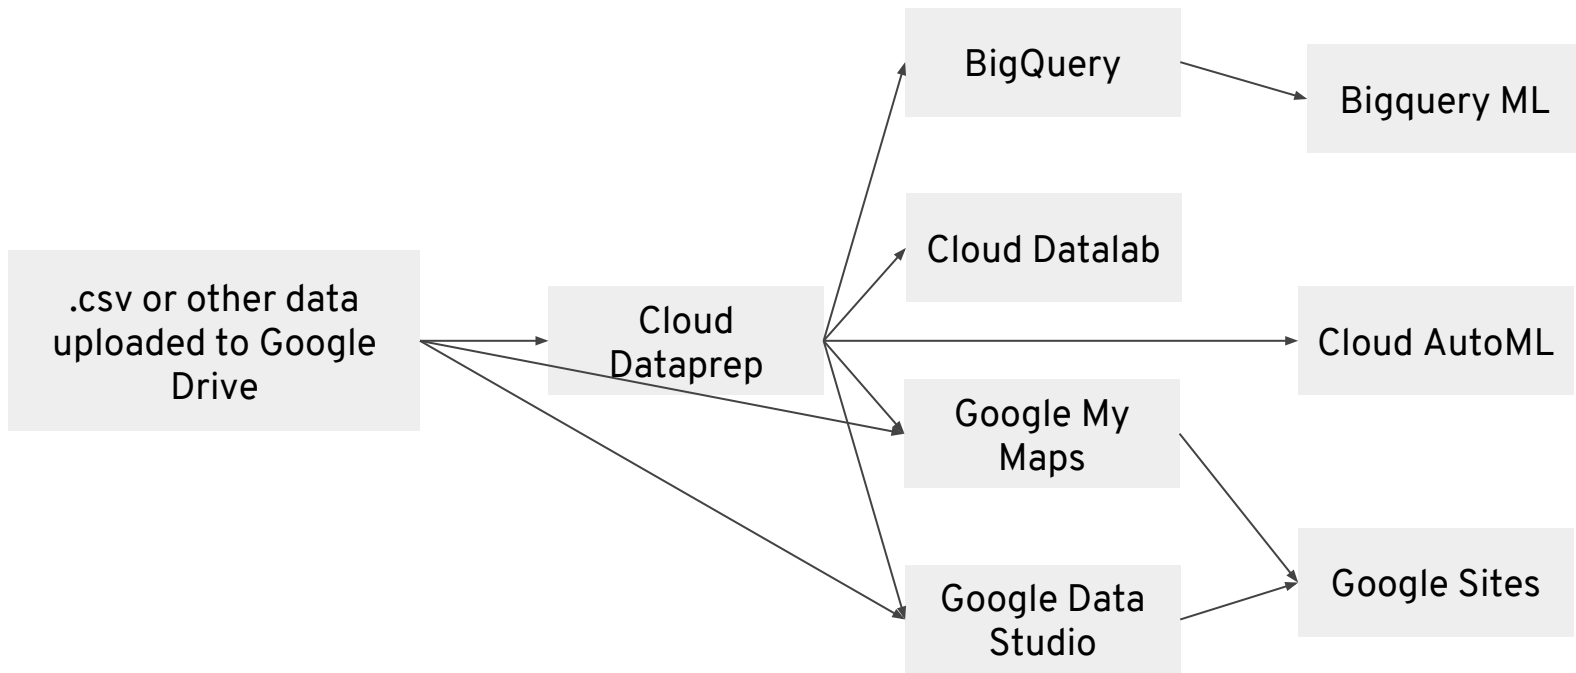 .csv or other data
uploaded to Google
Drive
Cloud
Dataprep
BigQuery
Bigquery ML
Cloud Datalab
Cloud AutoML
Google My
Maps
Google Data
Studio
Google Sites